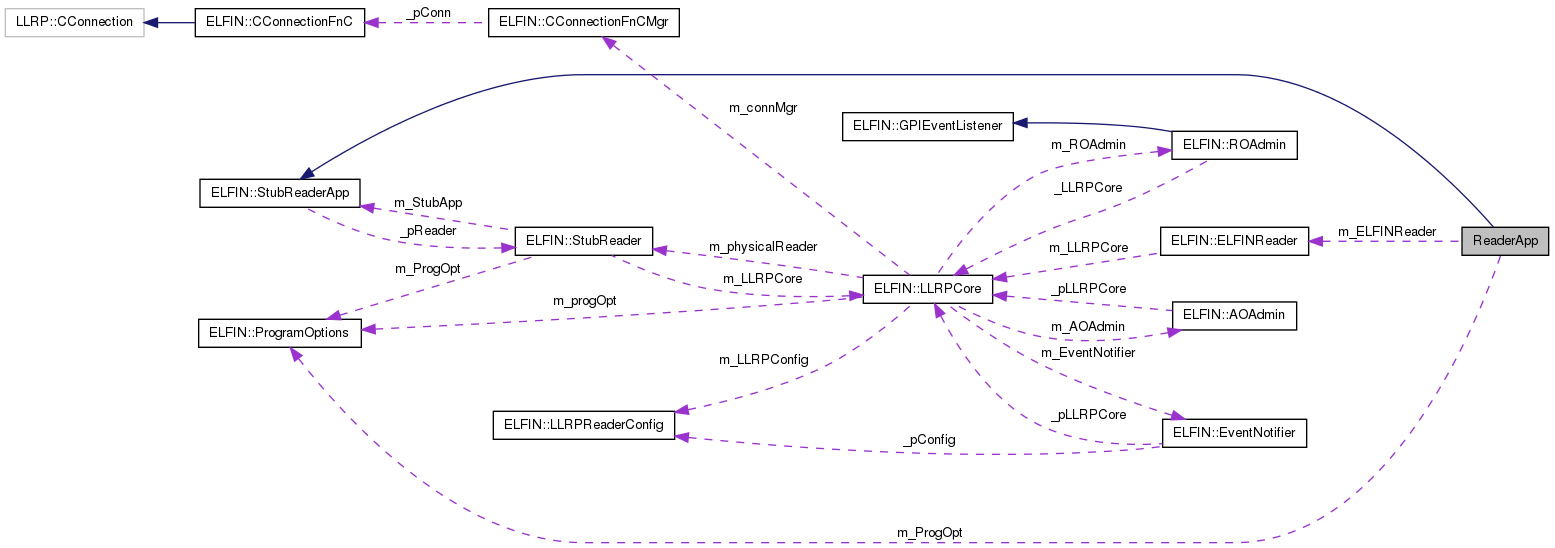 LLRP::CConnection
ELFIN::CConnectionFnC
_pConn
ELFIN::CConnectionFnCMgr
m_connMgr
ELFIN::GPIEventListener
ELFIN::ROAdmin
m_ROAdmin
_LLRPCore
ELFIN::StubReaderApp
m_StubApp
_pReader
ELFIN::StubReader
m_physicalReader
m_LLRPCore
ELFIN::ELFINReader
m_ELFINReader
ReaderApp
m_ProgOpt
m_LLRPCore
ELFIN::LLRPCore
_pLLRPCore
ELFIN::AOAdmin
m_progOpt
ELFIN::ProgramOptions
m_AOAdmin
m_EventNotifier
m_LLRPConfig
ELFIN::LLRPReaderConfig
_pLLRPCore
_pConfig
ELFIN::EventNotifier
m_ProgOpt